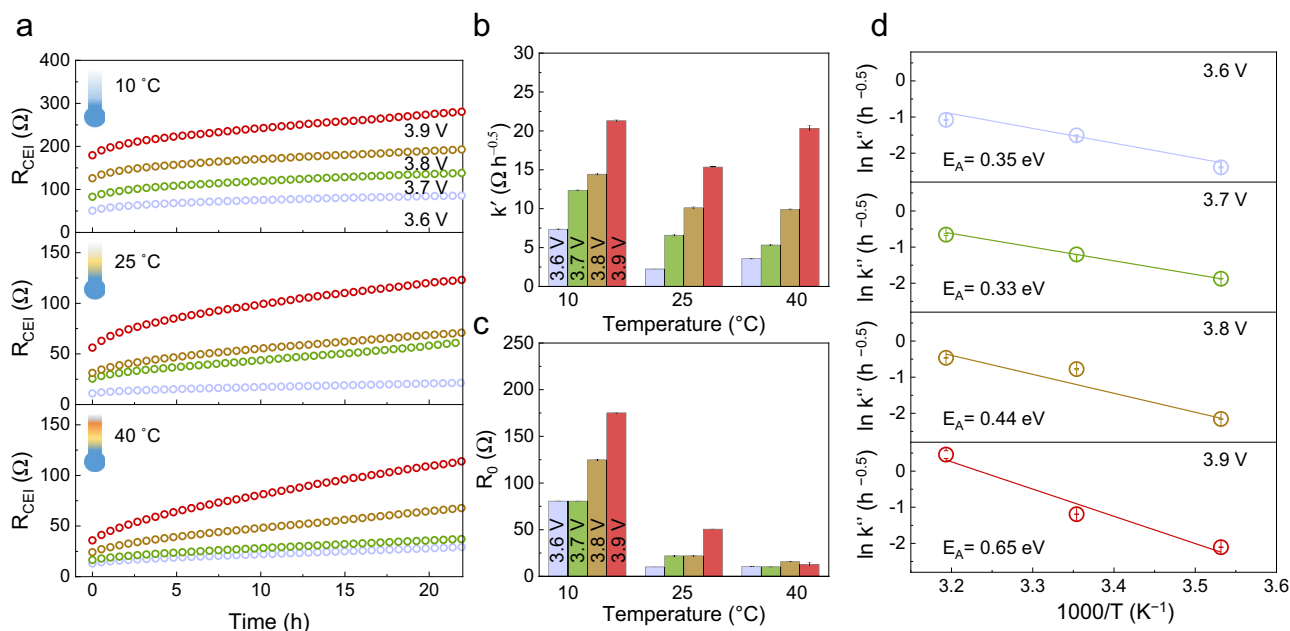 a
400
300
200
100
0
R_CEI (Ω)
10 °C
3.9 V
3.8 V
3.7 V
3.6 V
150
100
50
0
R_CEI (Ω)
25 °C
150
100
50
0
R_CEI (Ω)
40 °C
0 5 10 15 20
Time (h)
b
30
25
20
15
10
5
0
k′ (Ω h⁻⁰·⁵)
3.6 V
3.7 V
3.8 V
3.9 V
10 25 40
Temperature (°C)
c
250
200
150
100
50
0
R₀ (Ω)
3.6 V
3.7 V
3.8 V
3.9 V
10 25 40
Temperature (°C)
d
0
-1
-2
ln k‘’ (h ⁻⁰·⁵)
3.6 V
E_A= 0.35 eV
0
-1
-2
ln k‘’ (h ⁻⁰·⁵)
3.7 V
E_A= 0.33 eV
0
-1
-2
ln k‘’ (h ⁻⁰·⁵)
3.8 V
E_A= 0.44 eV
0
-1
-2
ln k‘’ (h ⁻⁰·⁵)
3.9 V
E_A= 0.65 eV
3.2 3.3 3.4 3.5 3.6
1000/T (K⁻¹)